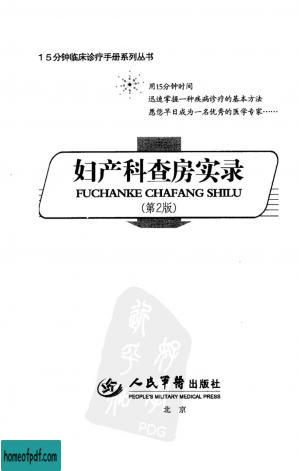 15分钟临床诊疗手册系列丛书
用15分钟时间
迅速掌握一种疾病诊疗的基本方法
愿您早日成为一名优秀的医学专家……
妇产科查房实录
FUCHANKE CHAFANG SHILU
(第2版)
PDG
人民军医出版社
PEOPLE'S MILITARY MEDICAL PRESS
北 京
homeofpdf.com